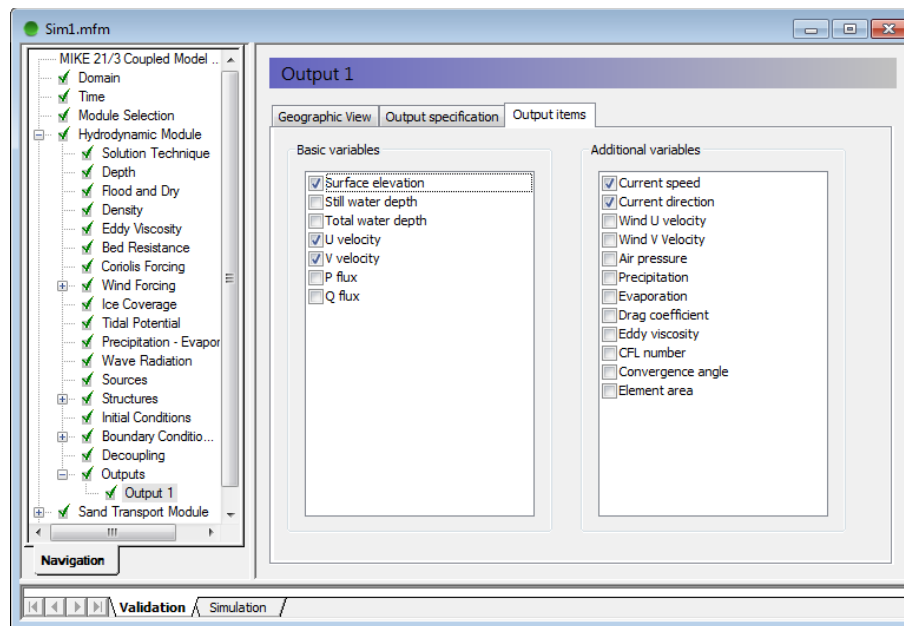 Sim1.mfm
MIKE 21/3 Coupled Model ..
Domain
Time
Module Selection
Hydrodynamic Module
Solution Technique
Depth
Flood and Dry
Density
Eddy Viscosity
Bed Resistance
Coriolis Forcing
Wind Forcing
Ice Coverage
Tidal Potential
Precipitation - Evapor
Wave Radiation
Sources
Structures
Initial Conditions
Boundary Conditio...
Decoupling
Outputs
Output 1
Sand Transport Module
Navigation
Output 1
Geographic View Output specification Output items
Basic variables
Surface elevation
Still water depth
Total water depth
U velocity
V velocity
P flux
Q flux
Additional variables
Current speed
Current direction
Wind U velocity
Wind V Velocity
Air pressure
Precipitation
Evaporation
Drag coefficient
Eddy viscosity
CFL number
Convergence angle
Element area
Validation Simulation